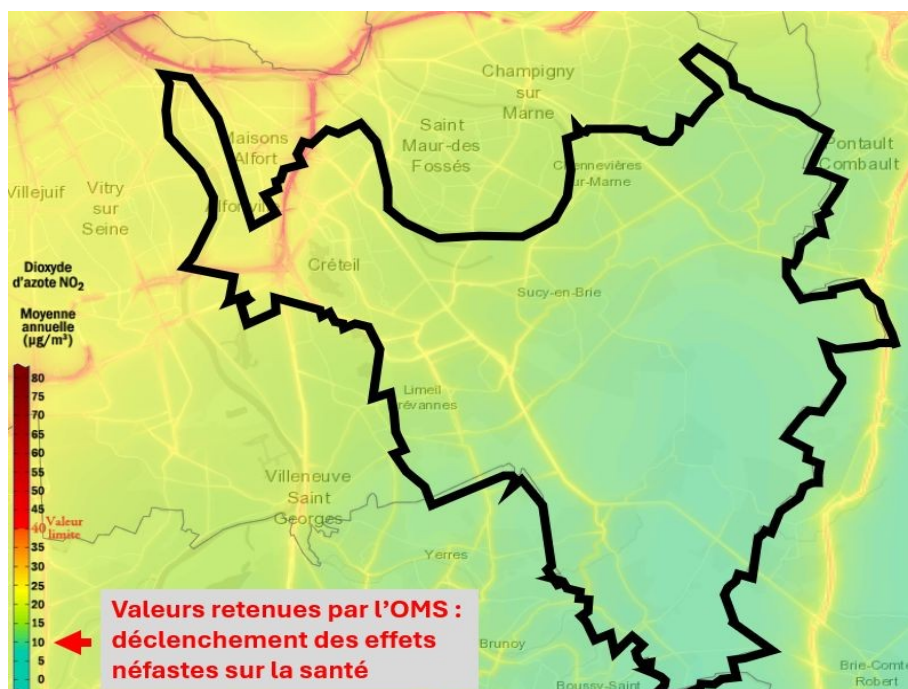 Champigny
sur
Marne
Saint
Maur-des
Fossés
Maisons
Alfort
Pontault
Combault
Chennevières
sur-Marne
Villejuif
Vitry
sur
Seine
Alfortville
Créteil
Dioxyde
d'azote NO₂
Moyenne
annuelle
(µg/m³)
Sucy-en-Brie
80
75
70
65
60
55
50
45
40 Valeur
limite
35
30
25
20
15
10
5
0
Limeil
Brévannes
Villeneuve
Saint
Georges
Yerres
Valeurs retenues par l'OMS :
déclenchement des effets
néfastes sur la santé
Brunoy
Boussy-Saint
Brie-Comte
Robert